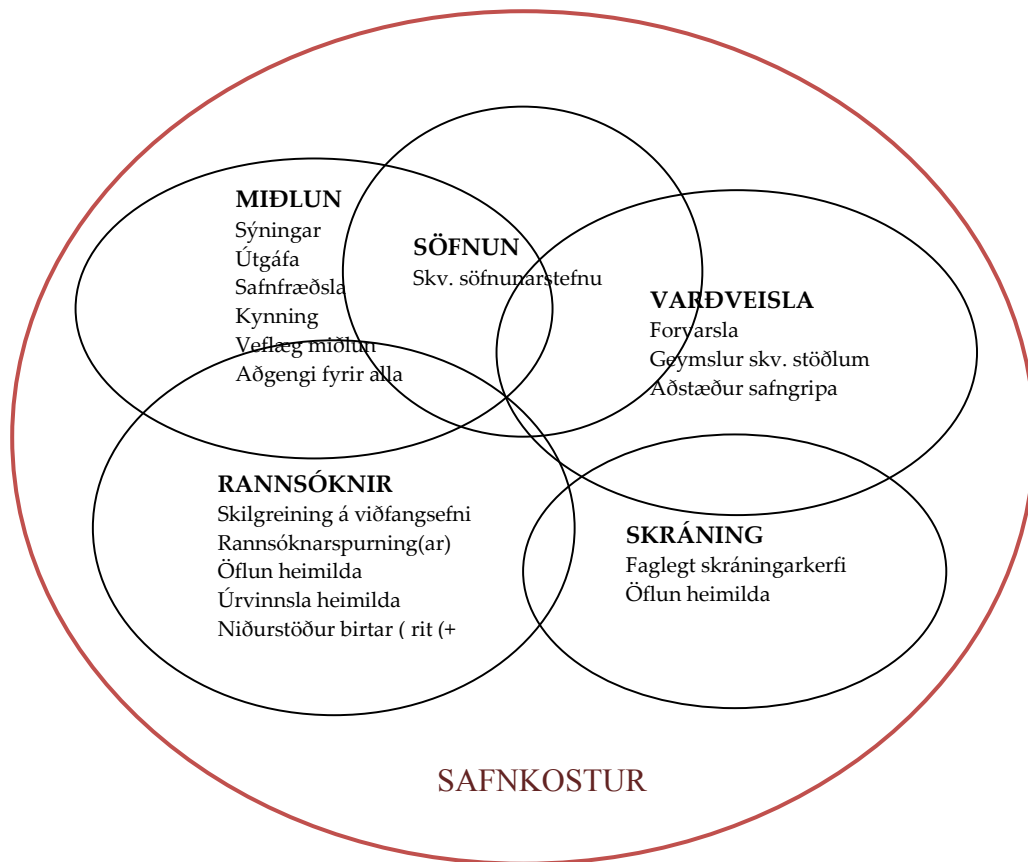 MIÐLUN
Sýningar
Útgáfa
Safnfræðsla
Kynning
Veflæg miðlun
Aðgengi fyrir alla
SÖFNUN
Skv. söfnunarstefnu
VARÐVEISLA
Forvarsla
Geymslur skv. stöðlum
Aðstæður safngripa
RANNSÓKNIR
Skilgreining á viðfangsefni
Rannsóknarspurning(ar)
Öflun heimilda
Úrvinnsla heimilda
Niðurstöður birtar ( rit (+
SKRÁNING
Faglegt skráningarkerfi
Öflun heimilda
SAFNKOSTUR